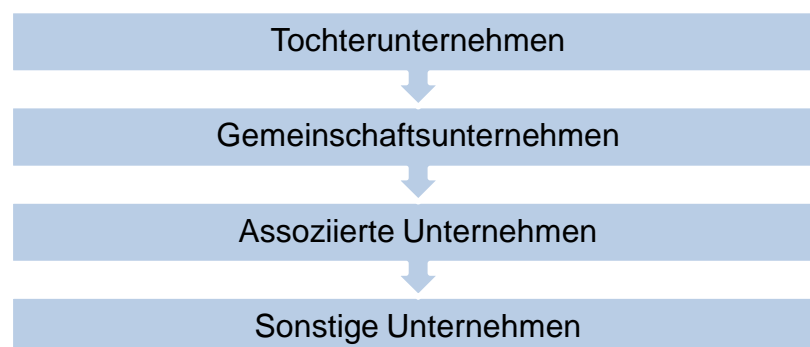 Tochterunternehmen
Gemeinschaftsunternehmen
Assoziierte Unternehmen
Sonstige Unternehmen